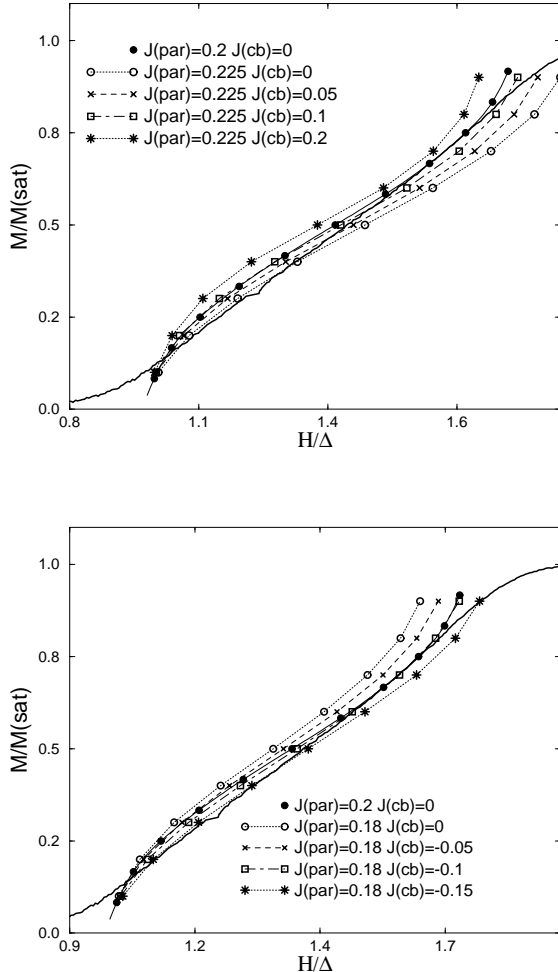 1.0
0.8
0.5
0.2
0.0
M/M(sat)
J(par)=0.2 J(cb)=0
J(par)=0.225 J(cb)=0
J(par)=0.225 J(cb)=0.05
J(par)=0.225 J(cb)=0.1
J(par)=0.225 J(cb)=0.2
0.8 1.1 1.4 1.6
H/Δ
1.0
0.8
0.5
0.2
0.0
M/M(sat)
J(par)=0.2 J(cb)=0
J(par)=0.18 J(cb)=0
J(par)=0.18 J(cb)=-0.05
J(par)=0.18 J(cb)=-0.1
J(par)=0.18 J(cb)=-0.15
0.9 1.2 1.4 1.7
H/Δ